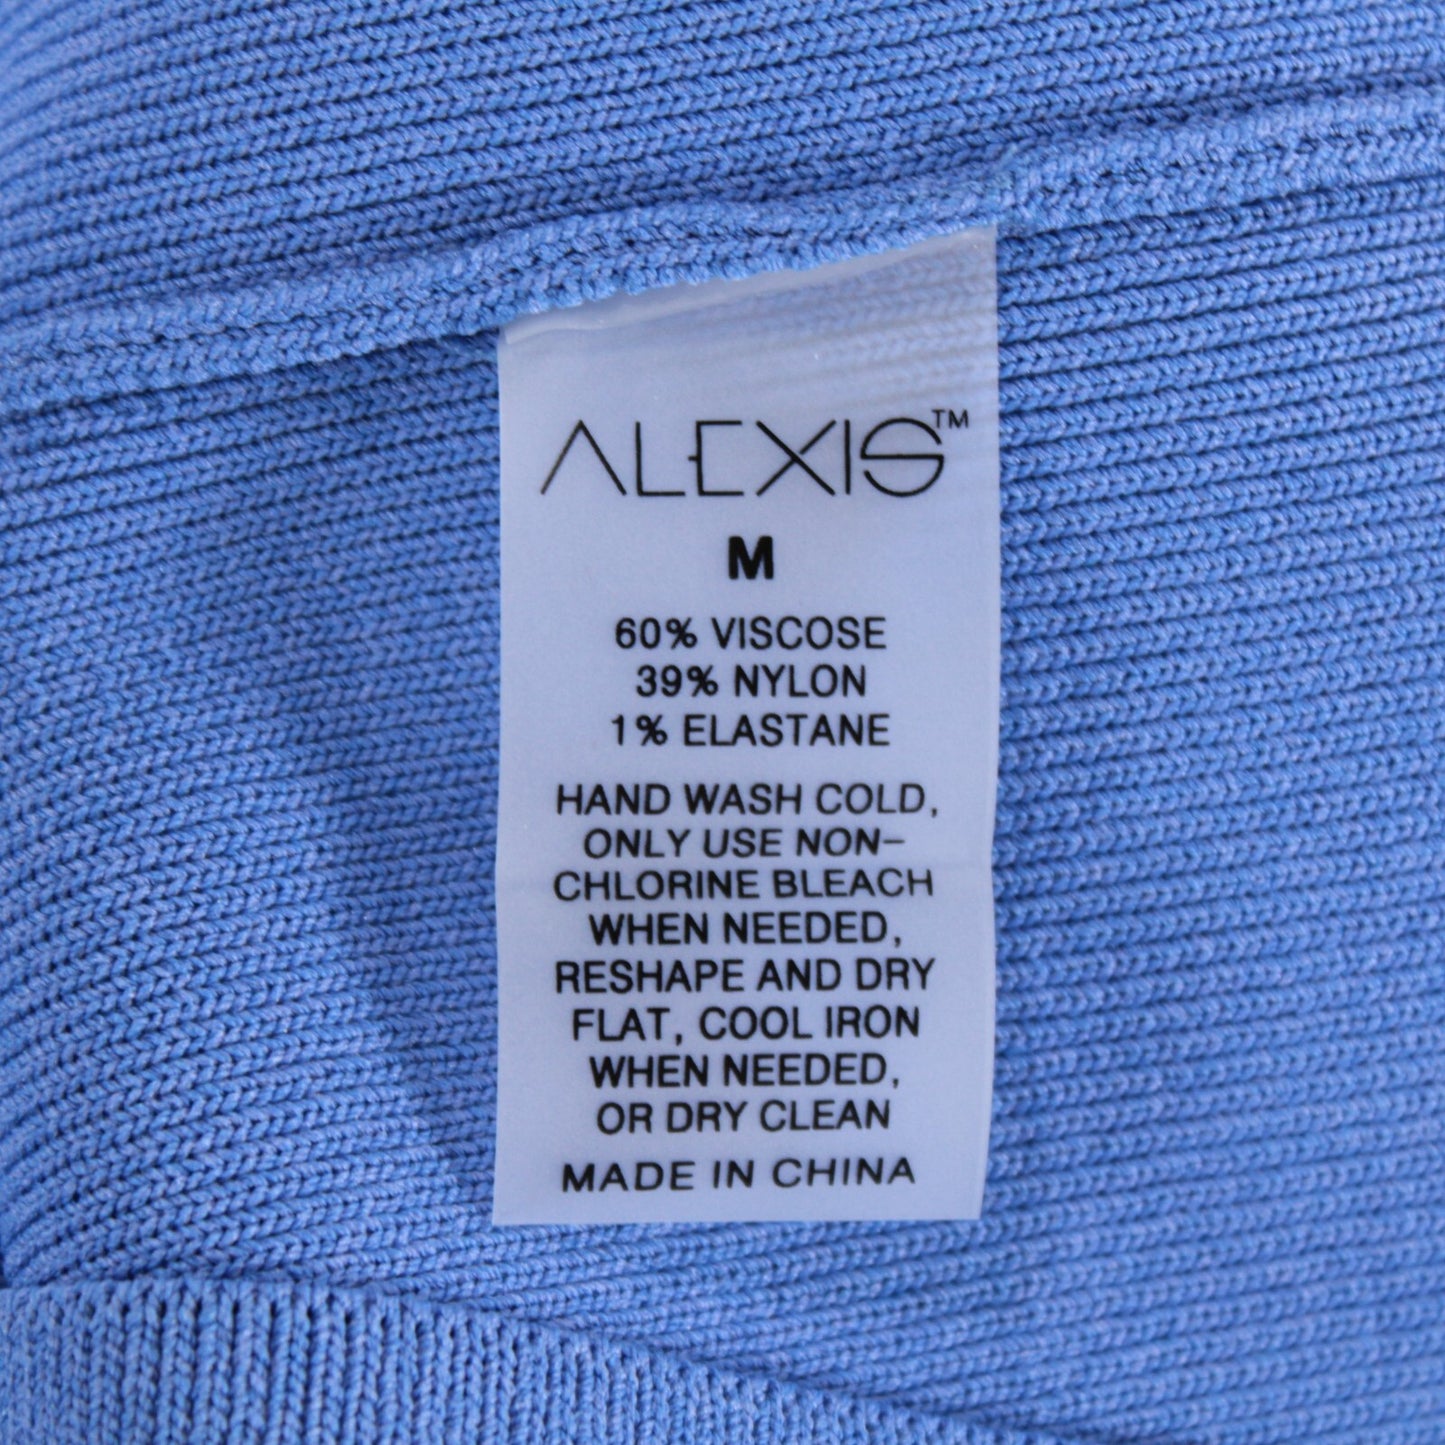 ALEXIS™
M
60% VISCOSE
39% NYLON
1% ELASTANE
HAND WASH COLD,
ONLY USE NON-
CHLORINE BLEACH
WHEN NEEDED,
RESHAPE AND DRY
FLAT, COOL IRON
WHEN NEEDED,
OR DRY CLEAN
MADE IN CHINA